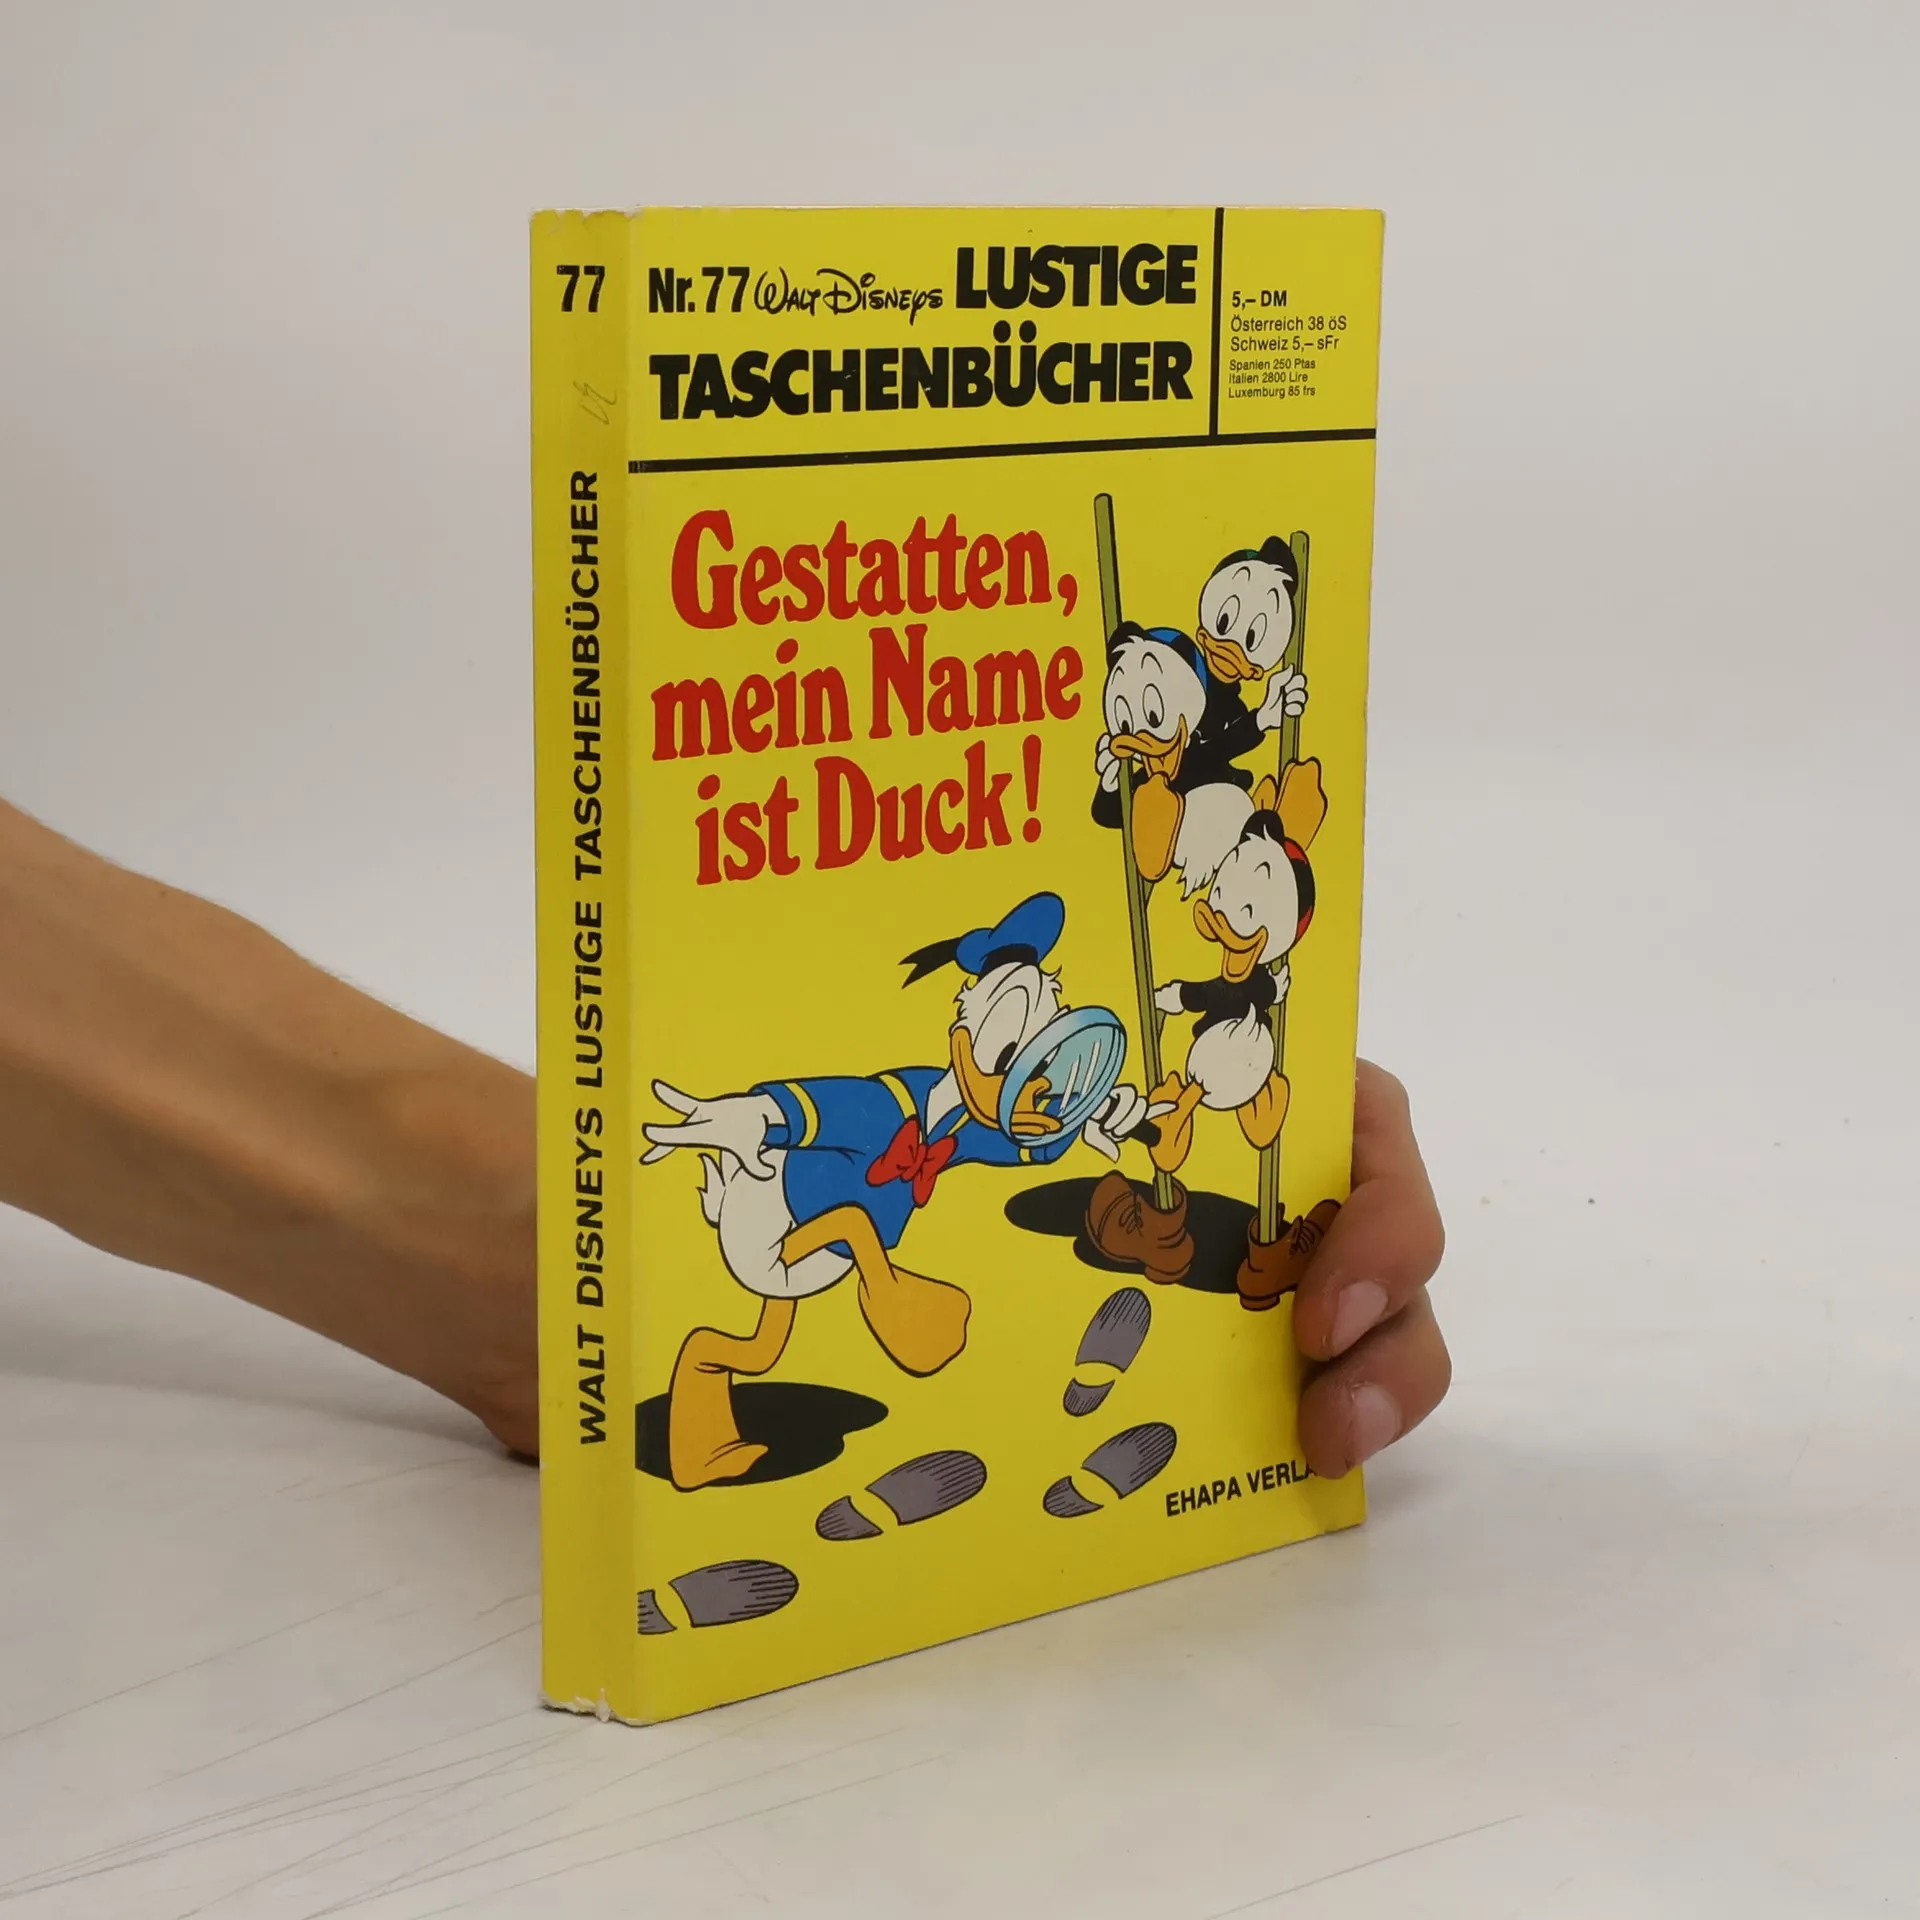 77
WALT DISNEYS LUSTIGE TASCHENBÜCHER
Nr. 77 Walt Disneys LUSTIGE
TASCHENBÜCHER
5,– DM
Österreich 38 öS
Schweiz 5,– sFr
Spanien 250 Ptas
Italien 2800 Lire
Luxemburg 85 frs
Gestatten,
mein Name
ist Duck!
EHAPA VERLA